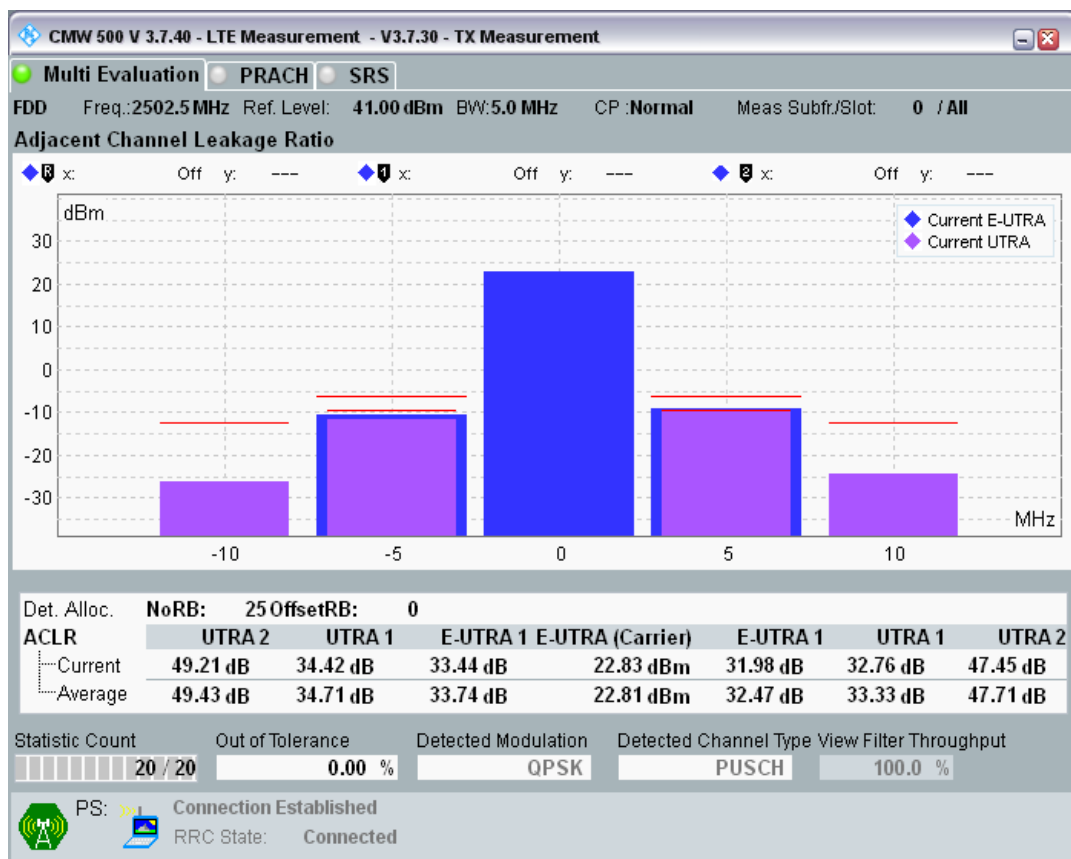 CMW 500 V 3.7.40 - LTE Measurement - V3.7.30 - TX Measurement
Multi Evaluation PRACH SRS
FDD Freq.:2502.5 MHz Ref. Level: 41.00 dBm BW:5.0 MHz CP :Normal Meas Subfr./Slot: 0 / All
Adjacent Channel Leakage Ratio
R x: Off y: --- 1 x: Off y: --- 2 x: Off y: ---
dBm
Current E-UTRA
Current UTRA
30
20
10
0
-10
-20
-30
MHz
-10 -5 0 5 10
Det. Alloc. NoRB: 25 OffsetRB: 0
ACLR UTRA 2 UTRA 1 E-UTRA 1 E-UTRA (Carrier) E-UTRA 1 UTRA 1 UTRA 2
Current 49.21 dB 34.42 dB 33.44 dB 22.83 dBm 31.98 dB 32.76 dB 47.45 dB
Average 49.43 dB 34.71 dB 33.74 dB 22.81 dBm 32.47 dB 33.33 dB 47.71 dB
Statistic Count Out of Tolerance Detected Modulation Detected Channel Type View Filter Throughput
20 / 20 0.00 % QPSK PUSCH 100.0 %
PS: Connection Established
RRC State: Connected